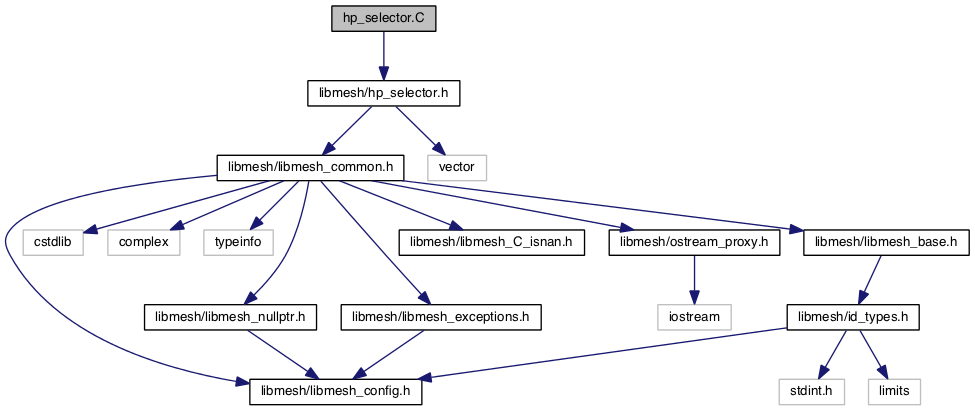 hp_selector.C
libmesh/hp_selector.h
libmesh/libmesh_common.h
vector
cstdlib
complex
typeinfo
libmesh/libmesh_C_isnan.h
libmesh/ostream_proxy.h
libmesh/libmesh_base.h
libmesh/libmesh_nullptr.h
libmesh/libmesh_exceptions.h
iostream
libmesh/id_types.h
libmesh/libmesh_config.h
stdint.h
limits